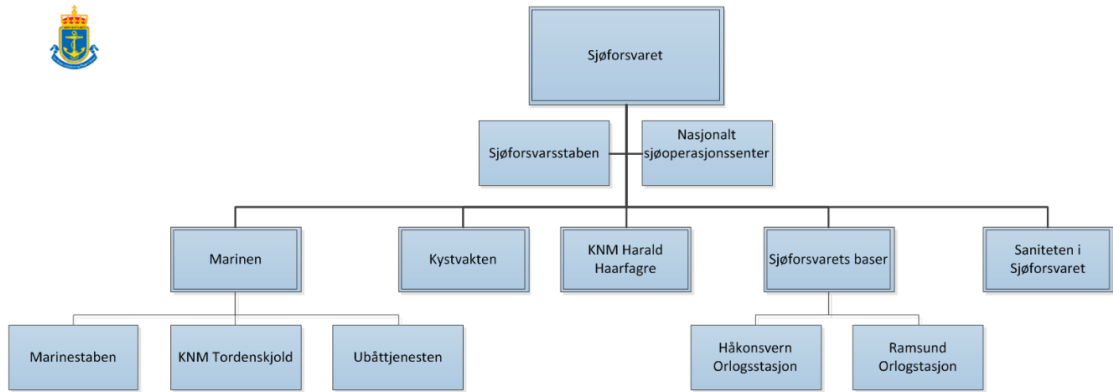 Sjøforsvaret
Sjøforsvarsstaben
Nasjonalt
sjøoperasjonssenter
Marinen
Kystvakten
KNM Harald
Haarfagre
Sjøforsvarets baser
Saniteten i
Sjøforsvaret
Marinestaben
KNM Tordenskjold
Ubåttjenesten
Håkonsvern
Orlogsstasjon
Ramsund
Orlogstasjon